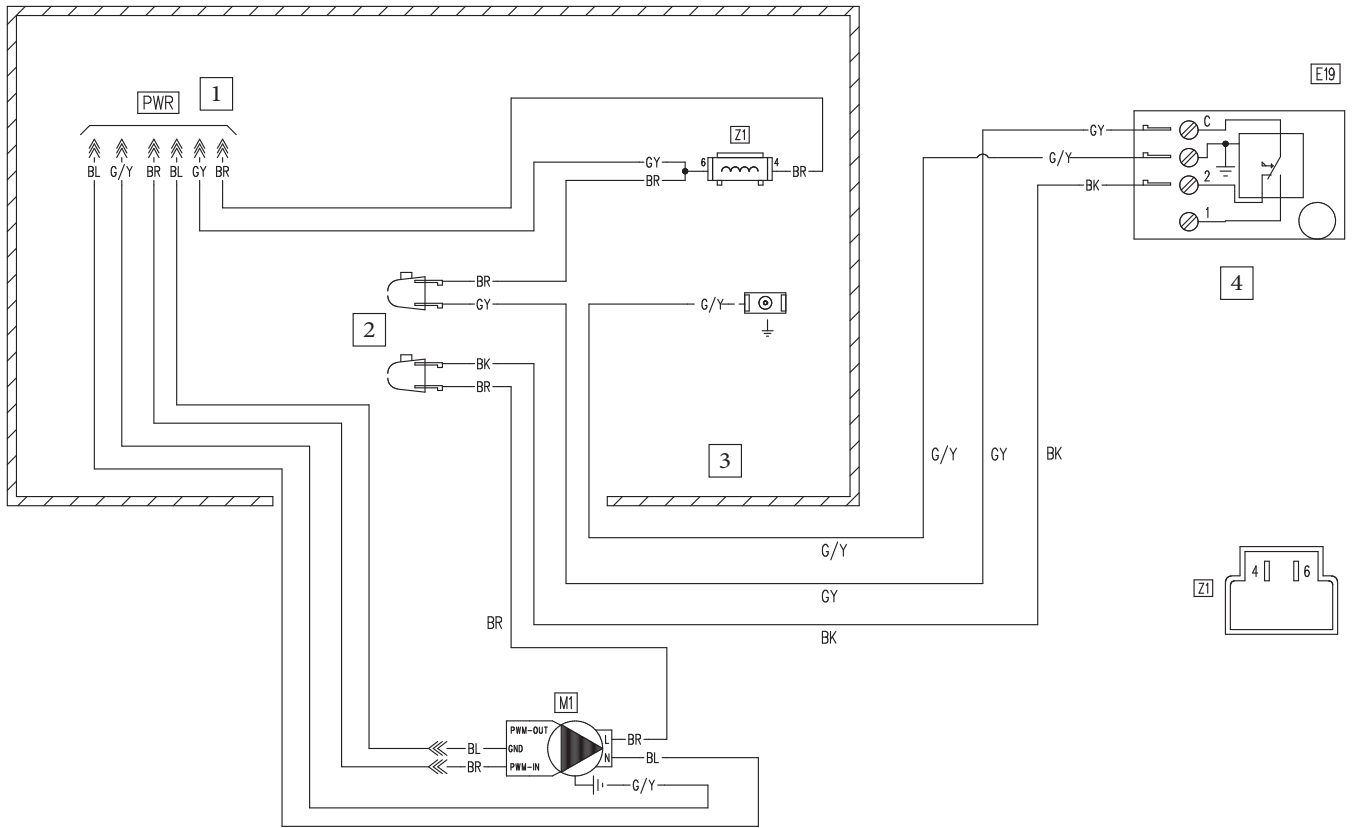 E19
PWR 1
Z1
C
GY
BL G/Y BR BL GY BR
GY 6 4
BR BR
G/Y
BK 2
1
BR
GY
2
G/Y
4
BK
BR
3
G/Y GY BK
G/Y
Z1 4 6
GY
BR
BK
M1
PWM-OUT
L BR
BL GND
N BL
BR PWM-IN
G/Y